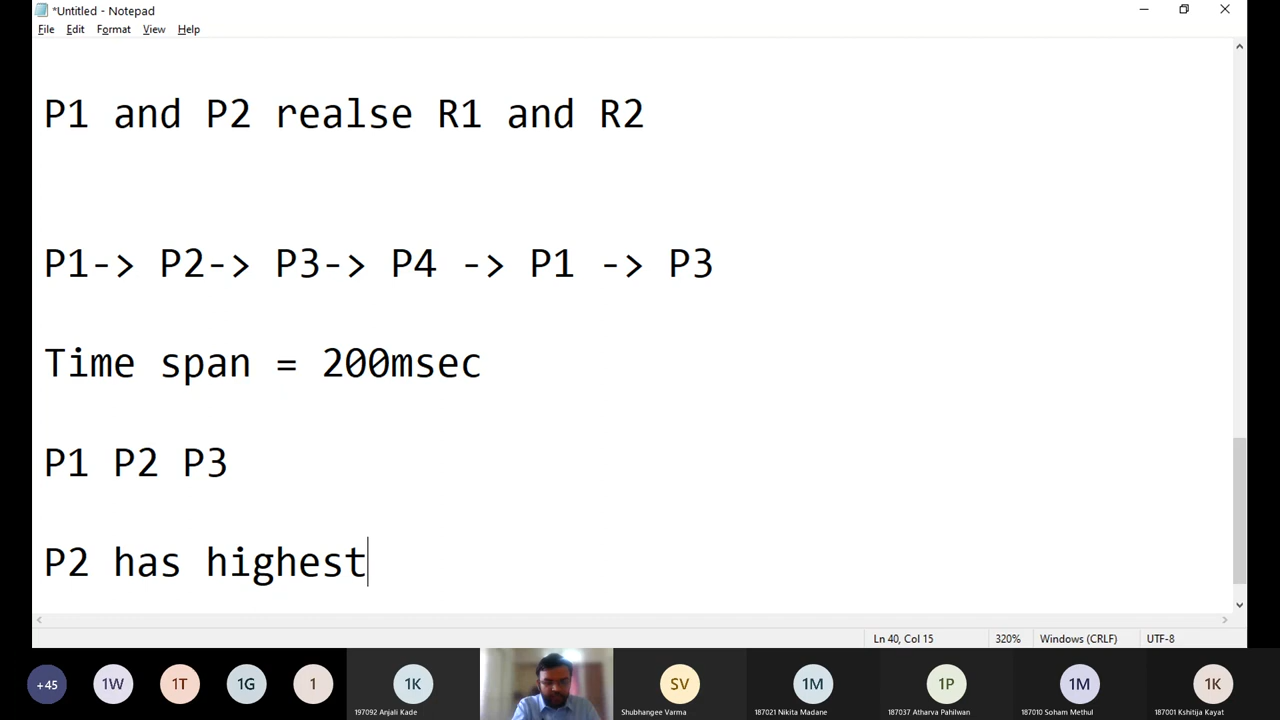 *Untitled - Notepad
File Edit Format View Help
P1 and P2 realse R1 and R2
P1-> P2-> P3-> P4 -> P1 -> P3
Time span = 200msec
P1 P2 P3
P2 has highest
Ln 40, Col 15 320% Windows (CRLF) UTF-8
+45 1W 1T 1G 1 1K SV 1M 1P 1M 1K
197092 Anjali Kade Shubhangee Varma 187021 Nikita Madane 187037 Atharva Pahilwan 187010 Soham Methul 187001 Kshitija Kayat